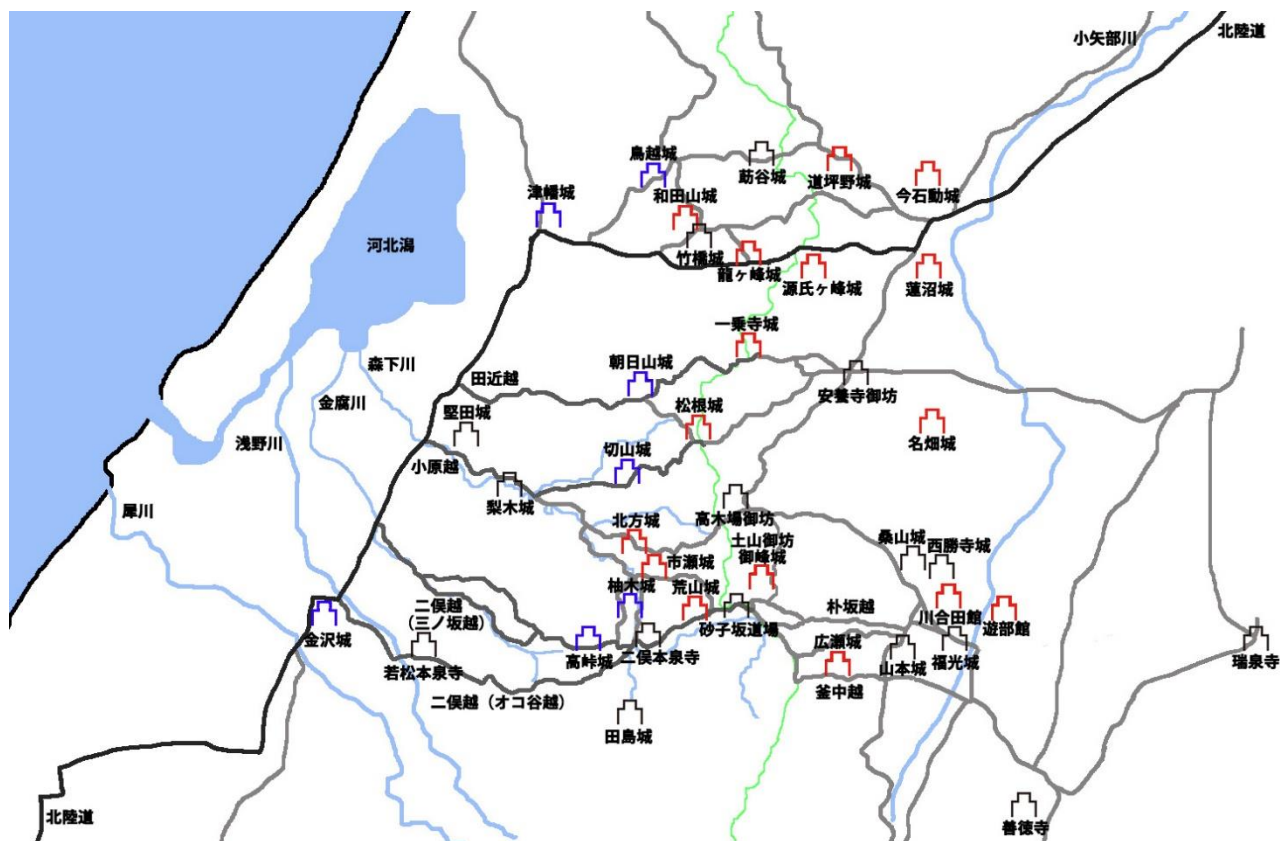 北陸道
小矢部川
鳥越城
莇谷城
道坪野城
今石動城
津幡城
和田山城
河北潟
竹橋城
龍ヶ峰城
源氏ヶ峰城
蓮沼城
一乗寺城
森下川
朝日山城
田近越
安養寺御坊
金腐川
堅田城
松根城
名畑城
浅野川
切山城
小原越
梨木城
犀川
高木場御坊
北方城
土山御坊
御峰城
桑山城
西勝寺城
市瀬城
柚木城
荒山城
川合田館
遊部館
二俣越
(三ノ坂越)
朴坂越
砂子坂道場
金沢城
若松本泉寺
高峠城
二俣本泉寺
広瀬城
山本城
福光城
瑞泉寺
二俣越(オコ谷越)
釜中越
田島城
北陸道
善徳寺